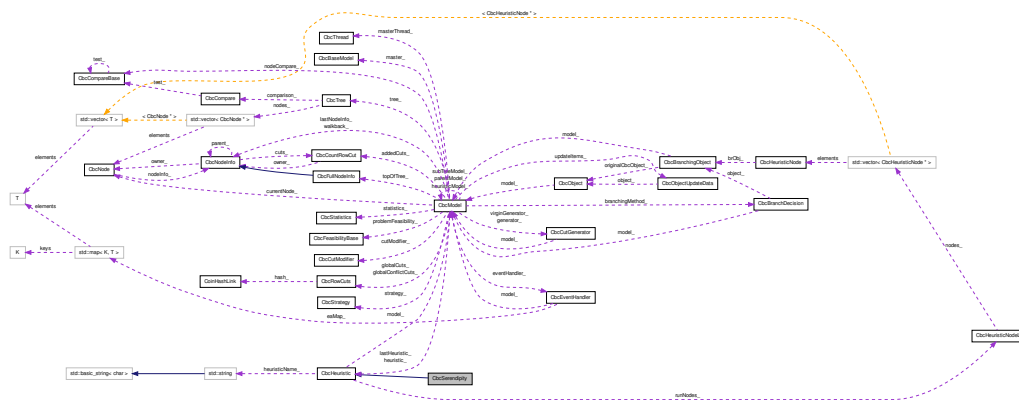 < CbcHeuristicNode * >
CbcThread
masterThread_
CbcBaseModel
master_
test_
nodeCompare_
CbcCompareBase
test_
CbcCompare
comparison_
CbcTree
tree_
nodes_
std::vector< T >
< CbcNode * >
std::vector< CbcNode * >
lastNodeInfo_
walkback_
elements
parent_
model_
elements
CbcNode
owner_
nodeInfo_
CbcNodeInfo
cuts_
owner_
CbcCountRowCut
addedCuts_
CbcFullNodeInfo
topOfTree_
subTreeModel_
parentModel_
heuristicModel_
updateItems_
originalCbcObject_
CbcBranchingObject
brObj_
CbcHeuristicNode
elements
std::vector< CbcHeuristicNode * >
model_
CbcObject
object_
CbcObjectUpdateData
object_
T
elements
currentNode_
CbcModel
branchingMethod_
CbcBranchDecision
CbcStatistics
statistics_
problemFeasibility_
virginGenerator_
generator_
CbcFeasibilityBase
model_
CbcCutGenerator
model_
K
keys
std::map< K, T >
CbcCutModifier
cutModifier_
nodes_
globalCuts_
globalConflictCuts_
CoinHashLink
hash_
CbcRowCuts
eventHandler_
CbcStrategy
strategy_
model_
CbcEventHandler
eaMap_
model_
lastHeuristic_
heuristic_
std::basic_string< char >
std::string
heuristicName_
CbcHeuristic
CbcSerendipity
runNodes_